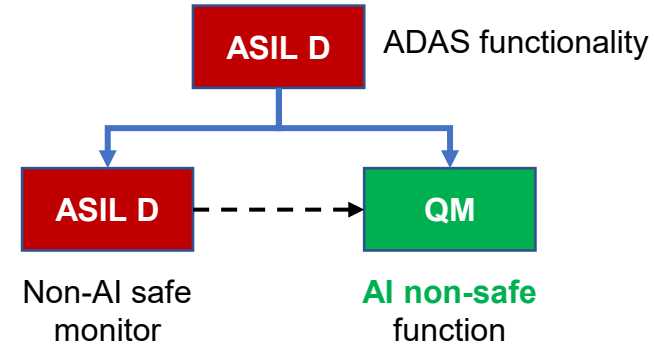 ASIL D
ADAS functionality
ASIL D
QM
Non-AI safe
monitor
AI non-safe
function